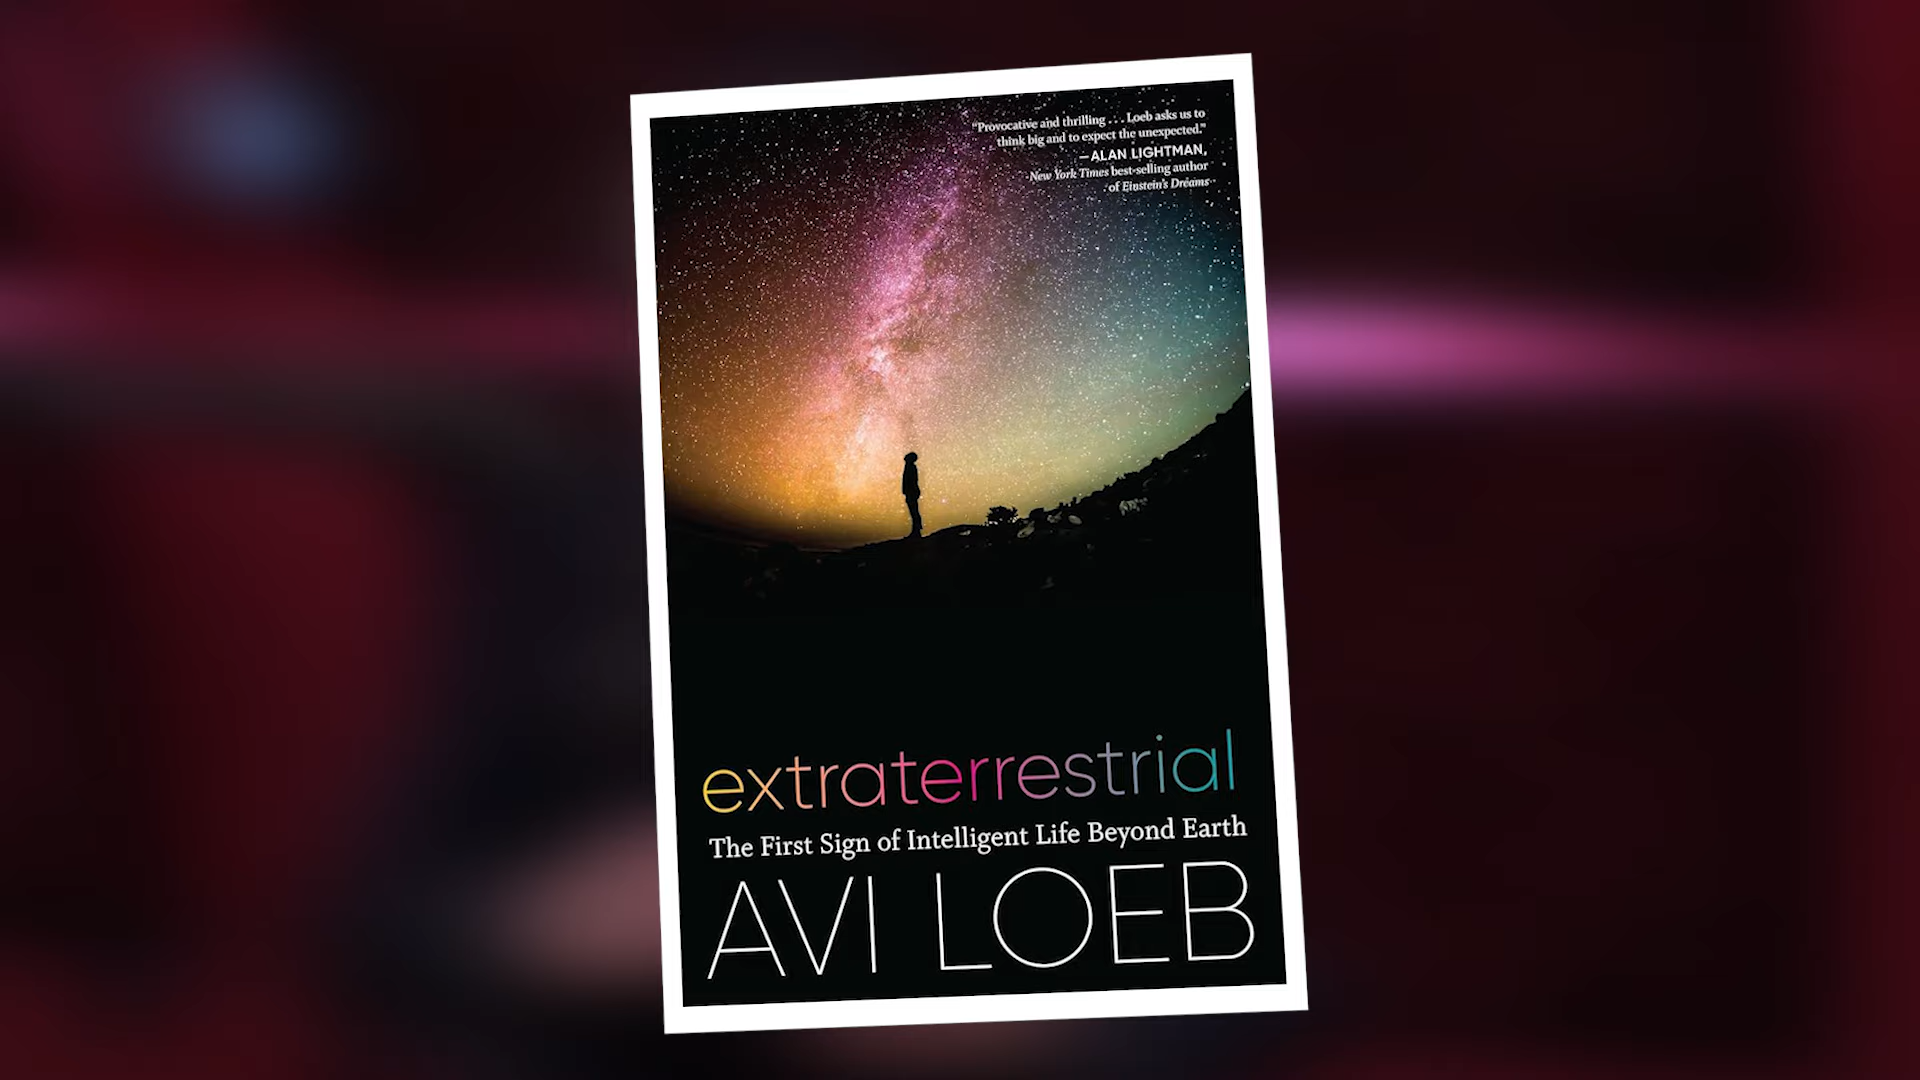 “Provocative and thrilling . . . Loeb asks us to
think big and to expect the unexpected.”
—ALAN LIGHTMAN,
New York Times best-selling author
of Einstein’s Dreams
extraterrestrial
The First Sign of Intelligent Life Beyond Earth
AVI LOEB